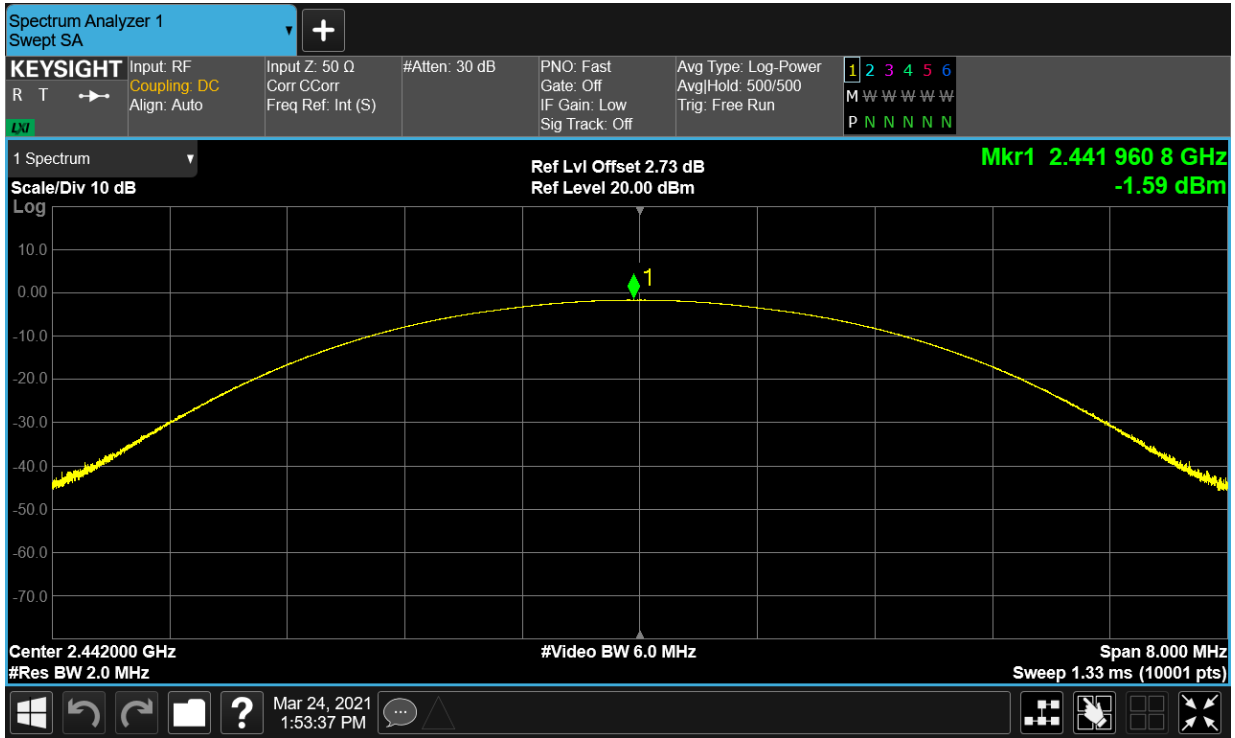 Spectrum Analyzer 1
Swept SA
KEYSIGHT
R T
LXI
Input: RF
Coupling: DC
Align: Auto
Input Z: 50 Ω
Corr CCorr
Freq Ref: Int (S)
#Atten: 30 dB
PNO: Fast
Gate: Off
IF Gain: Low
Sig Track: Off
Avg Type: Log-Power
Avg|Hold: 500/500
Trig: Free Run
1 2 3 4 5 6
M W W W W W
P N N N N N
1 Spectrum
Scale/Div 10 dB
Log
Ref Lvl Offset 2.73 dB
Ref Level 20.00 dBm
Mkr1 2.441 960 8 GHz
-1.59 dBm
1
10.0
0.00
-10.0
-20.0
-30.0
-40.0
-50.0
-60.0
-70.0
Center 2.442000 GHz
#Res BW 2.0 MHz
#Video BW 6.0 MHz
Span 8.000 MHz
Sweep 1.33 ms (10001 pts)
?
Mar 24, 2021
1:53:37 PM